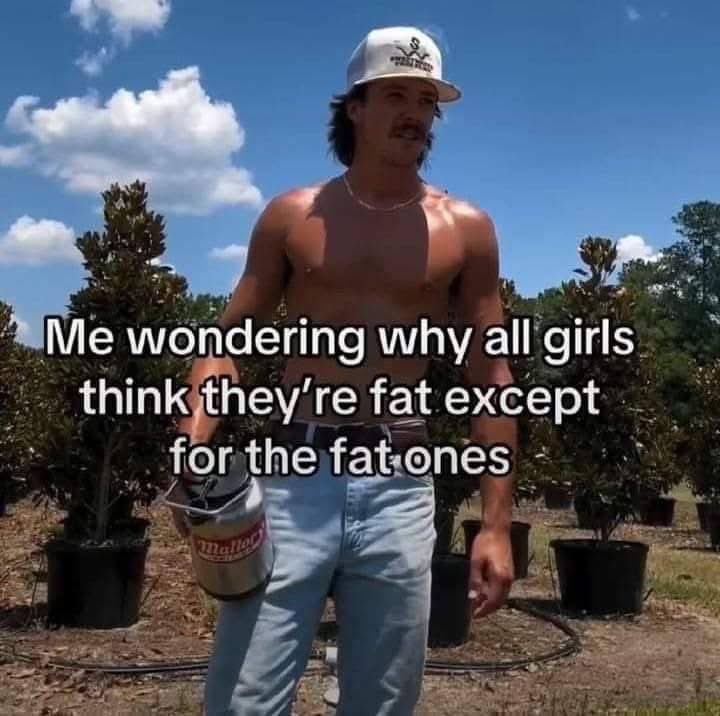 Me wondering why all girls
think they're fat except
for the fat ones
Mallory